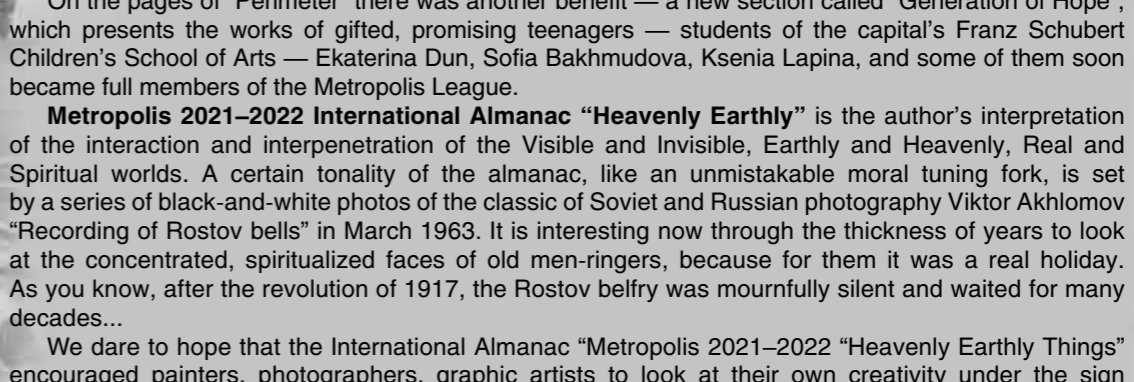 On the pages of “Perimeter” there was another benefit — a new section called “Generation of Hope”,
which presents the works of gifted, promising teenagers — students of the capital’s Franz Schubert
Children’s School of Arts — Ekaterina Dun, Sofia Bakhmudova, Ksenia Lapina, and some of them soon
became full members of the Metropolis League.
Metropolis 2021–2022 International Almanac “Heavenly Earthly” is the author’s interpretation
of the interaction and interpenetration of the Visible and Invisible, Earthly and Heavenly, Real and
Spiritual worlds. A certain tonality of the almanac, like an unmistakable moral tuning fork, is set
by a series of black-and-white photos of the classic of Soviet and Russian photography Viktor Akhlomov
“Recording of Rostov bells” in March 1963. It is interesting now through the thickness of years to look
at the concentrated, spiritualized faces of old men-ringers, because for them it was a real holiday.
As you know, after the revolution of 1917, the Rostov belfry was mournfully silent and waited for many
decades...
We dare to hope that the International Almanac “Metropolis 2021–2022 “Heavenly Earthly Things”
encouraged painters, photographers, graphic artists to look at their own creativity under the sign